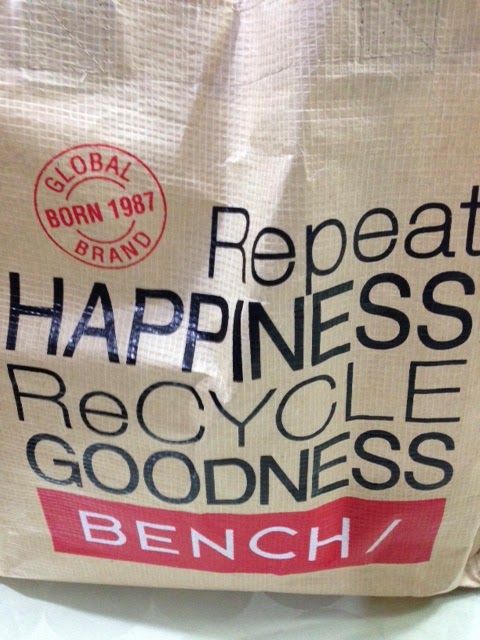 GLOBAL
BORN 1987
BRAND
Repeat
HAPPINESS
ReCYCLE
GOODNESS
BENCH/